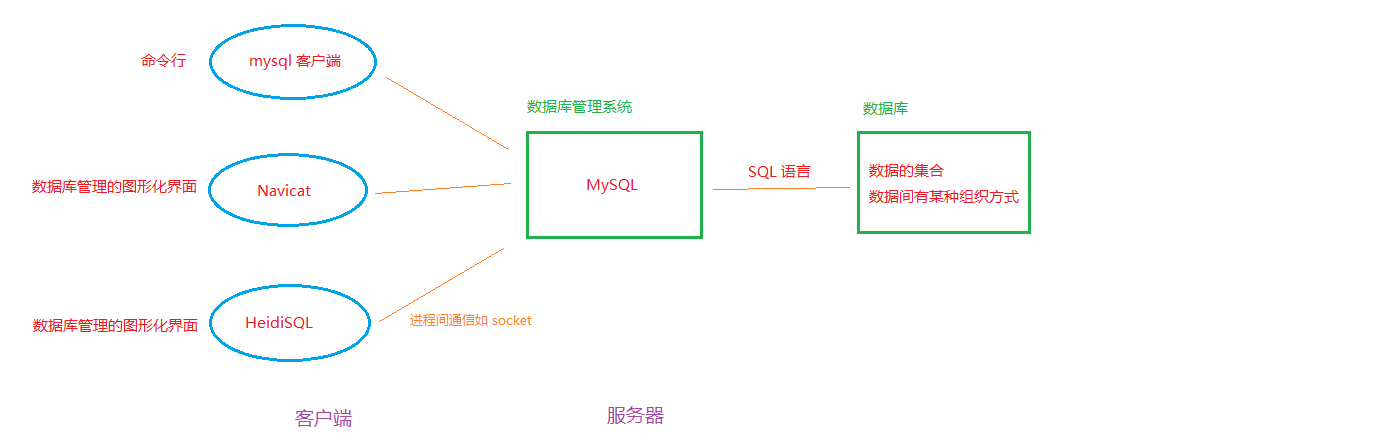 命令行
mysql 客户端
数据库管理系统
数据库
数据库管理的图形化界面
Navicat
MySQL
SQL 语言
数据的集合
数据间有某种组织方式
数据库管理的图形化界面
HeidiSQL
进程间通信如 socket
客户端
服务器